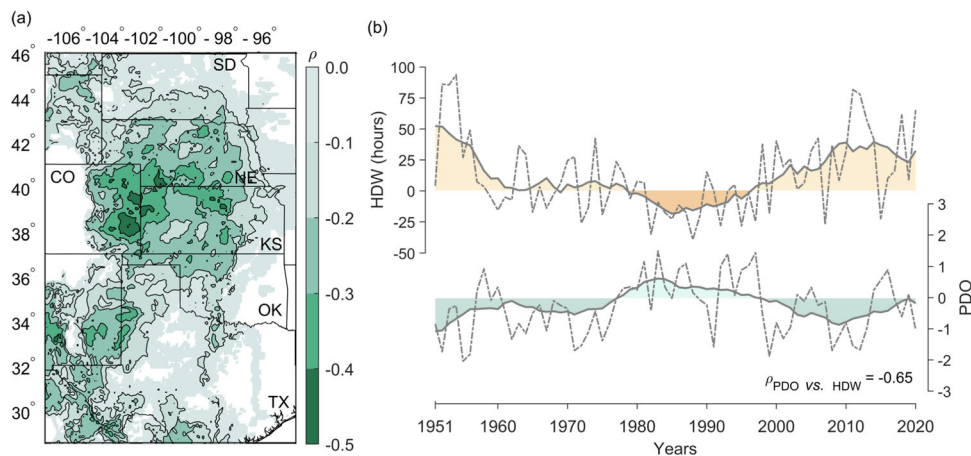 (a)
-106° -104° -102° -100° -98° -96°
ρ
46°
44°
42°
40°
38°
36°
34°
32°
30°
SD
CO
NE
KS
OK
TX
0.0
-0.1
-0.2
-0.3
-0.4
-0.5
(b)
100
75
50
25
0
-25
-50
HDW (hours)
3
2
1
0
-1
-2
-3
PDO
ρPDO vs. HDW = -0.65
1951 1960 1970 1980 1990 2000 2010 2020
Years